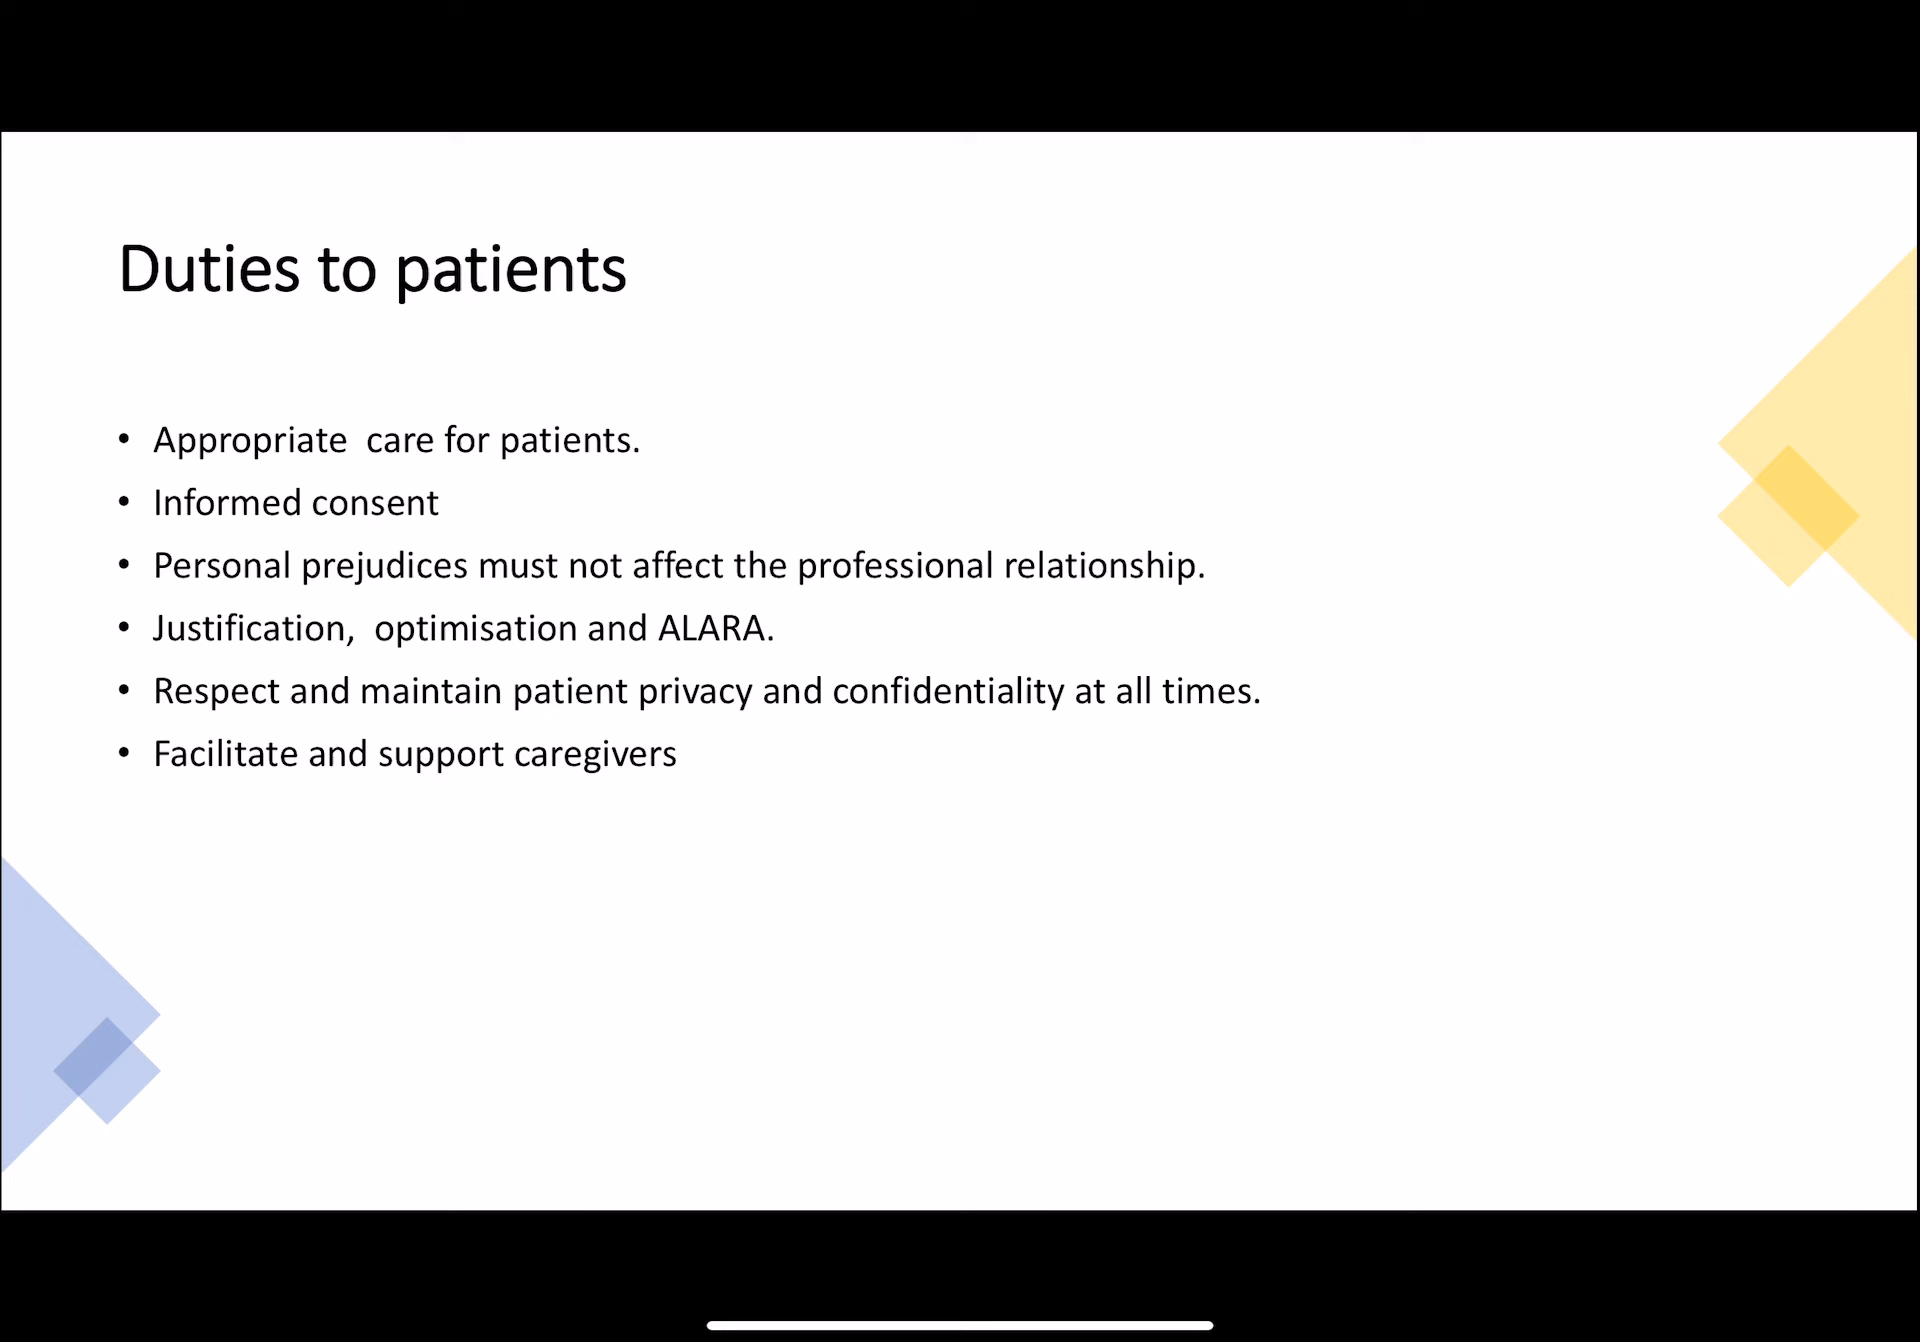 Duties to patients
• Appropriate  care for patients.
• Informed consent
• Personal prejudices must not affect the professional relationship.
• Justification,  optimisation and ALARA.
• Respect and maintain patient privacy and confidentiality at all times.
• Facilitate and support caregivers